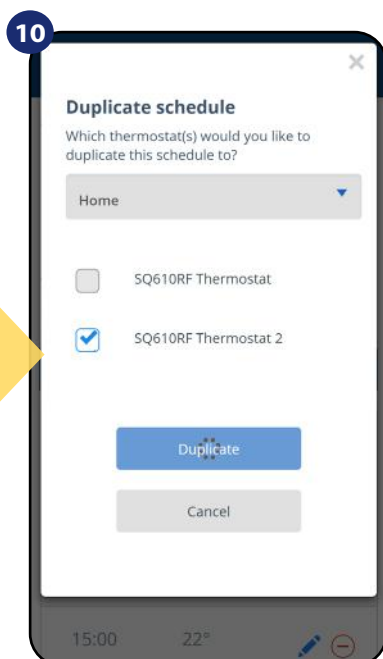 10
Duplicate schedule
Which thermostat(s) would you like to
duplicate this schedule to?
Home
SQ610RF Thermostat
SQ610RF Thermostat 2
Duplicate
Cancel
15:00 22°